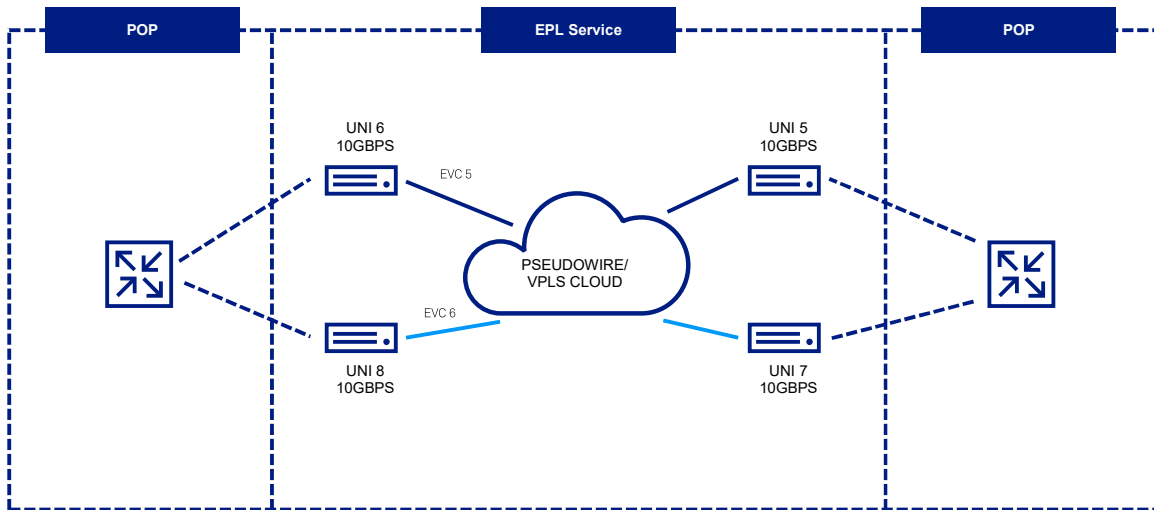 POP
EPL Service
POP
UNI 6
10GBPS
UNI 5
10GBPS
EVC 5
PSEUDOWIRE/
VPLS CLOUD
EVC 6
UNI 8
10GBPS
UNI 7
10GBPS